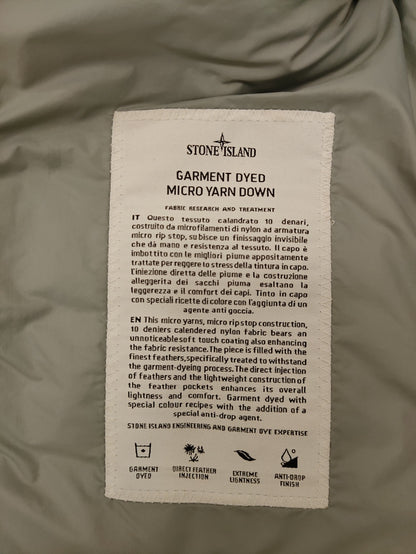 STONE ISLAND
GARMENT DYED
MICRO YARN DOWN
FABRIC RESEARCH AND TREATMENT
IT Questo tessuto calandrato 10 denari,
costruito da microfilamenti di nylon ad armatura
micro rip stop, subisce un finissaggio invisibile
che dà mano e resistenza al tessuto. Il capo è
imbottito con le migliori piume appositamente
trattate per reggere lo stress della tintura in capo.
L'iniezione diretta delle piume e la costruzione
alleggerita dei sacchi piuma esaltano la
leggerezza e il comfort dei capi. Tinto in capo
con speciali ricette di colore con l'aggiunta di un
agente anti goccia.
EN This micro yarns, micro rip stop construction,
10 deniers calendered nylon fabric bears an
unnoticeable soft touch coating also enhancing
the fabric resistance. The piece is filled with the
finest feathers, specifically treated to withstand
the garment-dyeing process. The direct injection
of feathers and the lightweight construction of
the feather pockets enhances its overall
lightness and comfort. Garment dyed with
special colour recipes with the addition of a
special anti-drop agent.
STONE ISLAND ENGINEERING AND GARMENT DYE EXPERTISE
GARMENT DYED
DIRECT FEATHER INJECTION
EXTREME LIGHTNESS
ANTI-DROP FINISH